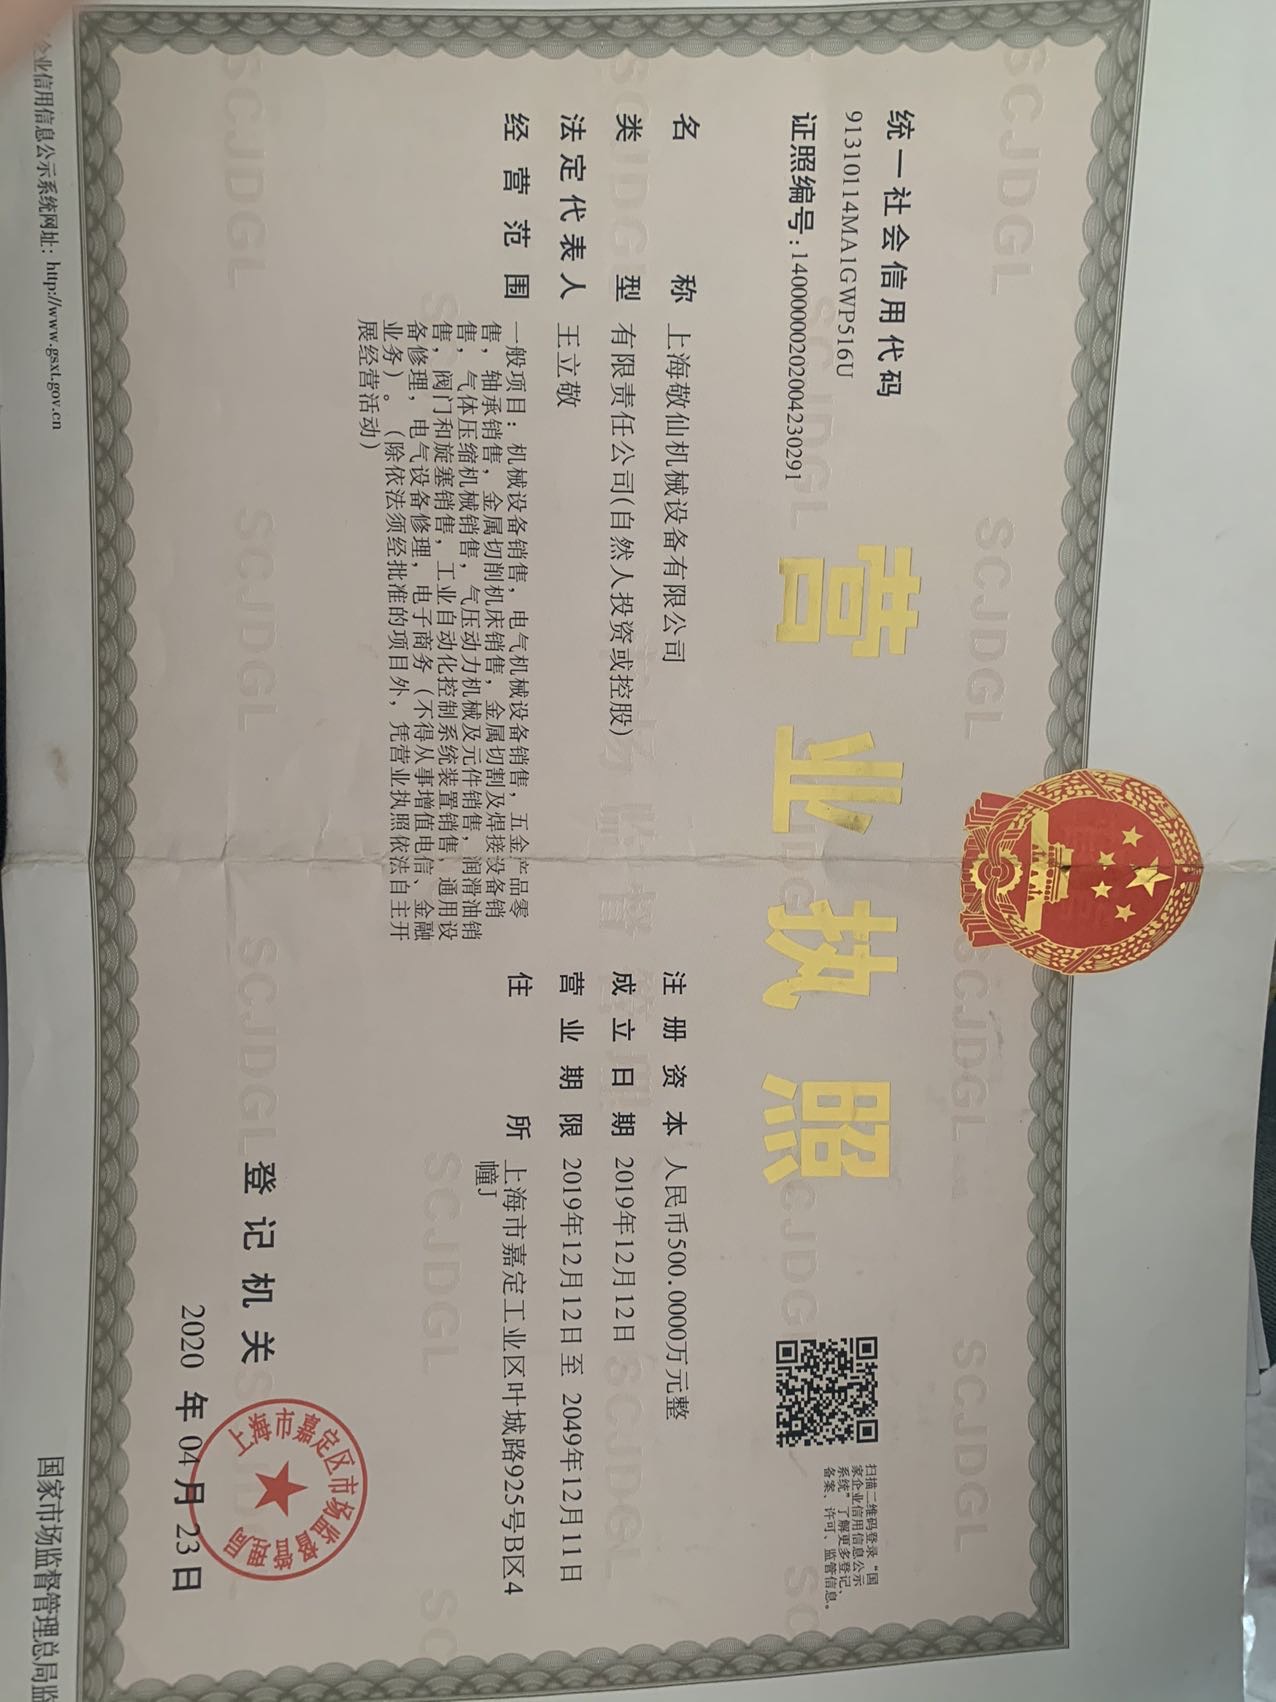 统一社会信用代码
91310114MA1GWP516U
证照编号：1400000202004230291
营业执照
扫描二维码登录“国
家企业信用信息公示
系统”了解更多登记、
备案、许可、监管信息。
名称 上海敬仙机械设备有限公司
类型 有限责任公司(自然人投资或控股)
法定代表人 王立敬
经营范围 一般项目：机械设备销售，电气机械设备销售，五金产品零
售，轴承销售，金属切削机床销售，金属切割及焊接设备销
售，气体压缩机械销售，气压动力机械及元件销售，润滑油销
售，阀门和旋塞销售，工业自动化控制系统装置销售，通用设
备修理，电气设备修理，电子商务（不得从事增值电信、金融
业务）。（除依法须经批准的项目外，凭营业执照依法自主开
展经营活动）
注册资本 人民币500.0000万元整
成立日期 2019年12月12日
营业期限 2019年12月12日至2049年12月11日
住所 上海市嘉定工业区叶城路925号B区4
幢J
登记机关
上海市嘉定区市场监督管理局
2020年04月23日
企业信用信息公示系统网址：http://www.gsxt.gov.cn
国家市场监督管理总局监
SCJDGL